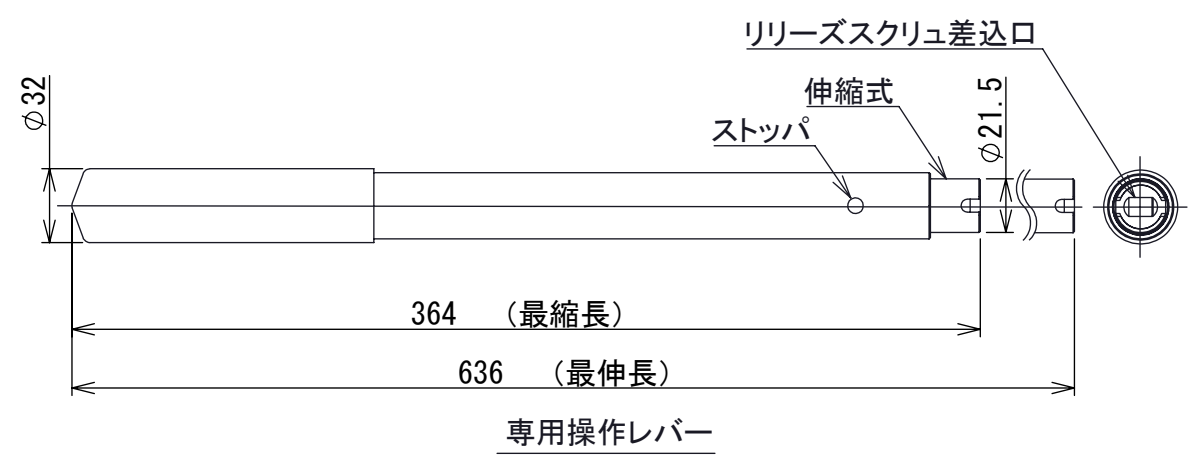 リリーズスクリュ差込口
伸縮式
ストッパ
φ32
φ21.5
364 (最縮長)
636 (最伸長)
専用操作レバー